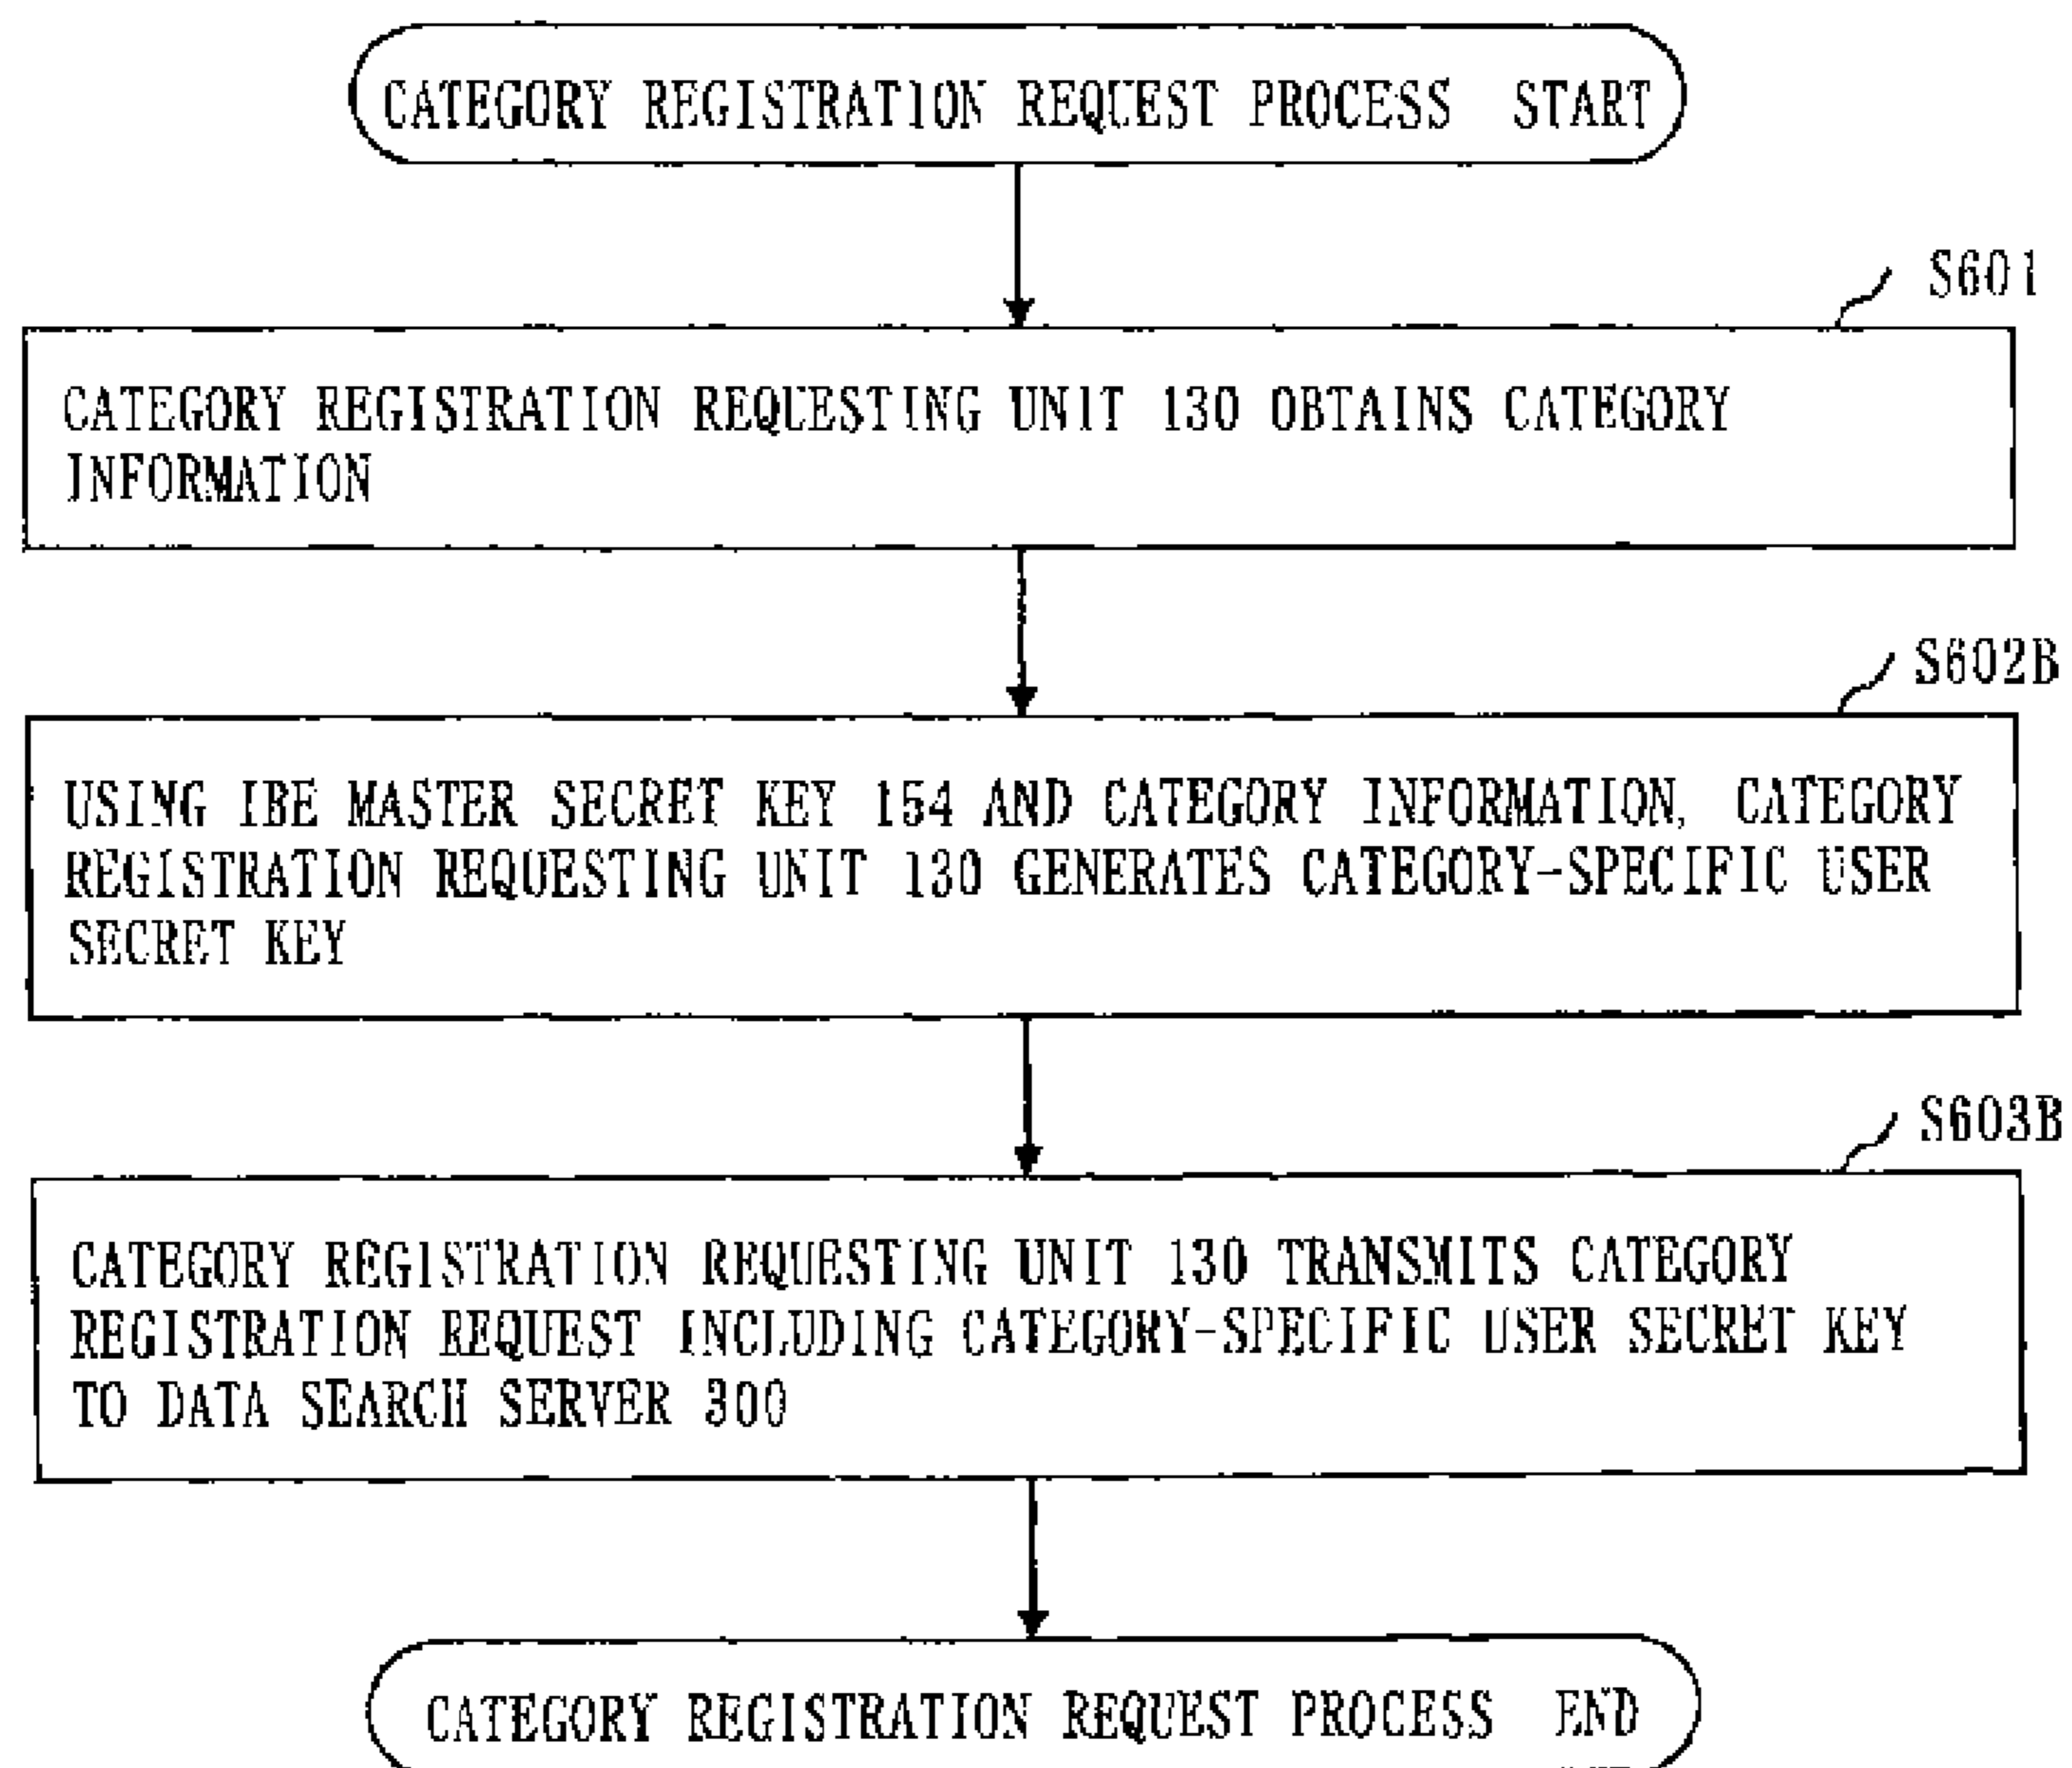 CATEGORY REGISTRATION REQUEST PROCESS START
S601
CATEGORY REGISTRATION REQUESTING UNIT 130 OBTAINS CATEGORY
INFORMATION
S602B
USING IBE MASTER SECRET KEY 154 AND CATEGORY INFORMATION, CATEGORY
REGISTRATION REQUESTING UNIT 130 GENERATES CATEGORY-SPECIFIC USER
SECRET KEY
S603B
CATEGORY REGISTRATION REQUESTING UNIT 130 TRANSMITS CATEGORY
REGISTRATION REQUEST INCLUDING CATEGORY-SPECIFIC USER SECRET KEY
TO DATA SEARCH SERVER 300
CATEGORY REGISTRATION REQUEST PROCESS END